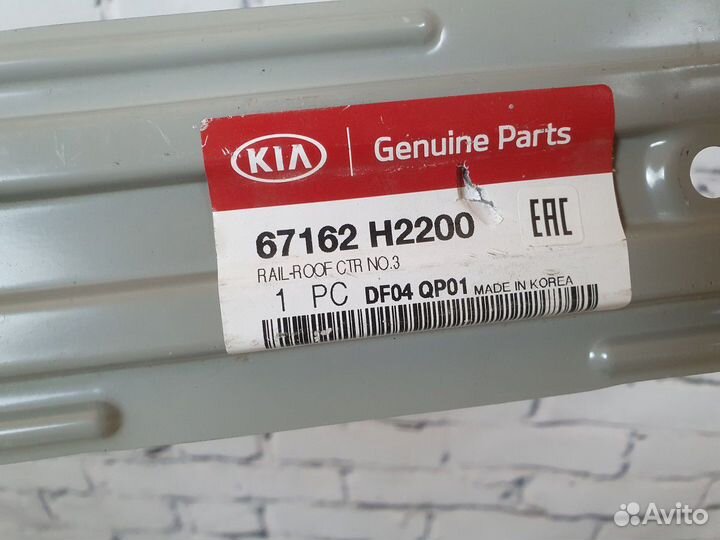 KIA Genuine Parts
67162 H2200 EAC
RAIL-ROOF CTR NO.3
1 PC DF04 QP01 MADE IN KOREA
Avito